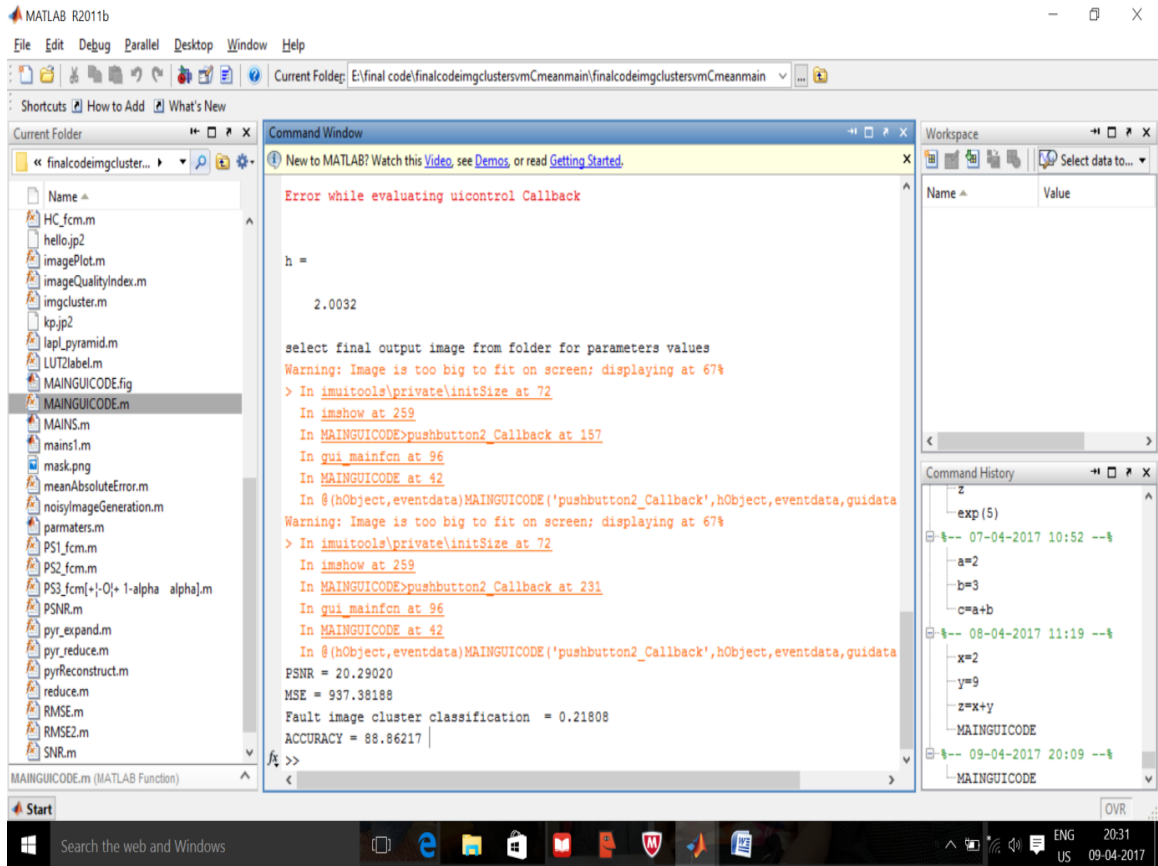 MATLAB R2011b
File Edit Debug Parallel Desktop Window Help
Current Folder: E:\final code\finalcodeimgclustersvmCmeanmain\finalcodeimgclustersvmCmeanmain
Shortcuts How to Add What's New
Current Folder
« finalcodeimgcluster...
Name
HC_fcm.m
hello.jp2
imagePlot.m
imageQualityIndex.m
imgcluster.m
kp.jp2
lapl_pyramid.m
LUT2label.m
MAINGUICODE.fig
MAINGUICODE.m
MAINS.m
mains1.m
mask.png
meanAbsoluteError.m
noisyImageGeneration.m
parmaters.m
PS1_fcm.m
PS2_fcm.m
PS3_fcm[+¦-O¦+ 1-alpha alpha].m
PSNR.m
pyr_expand.m
pyr_reduce.m
pyrReconstruct.m
reduce.m
RMSE.m
RMSE2.m
SNR.m
MAINGUICODE.m (MATLAB Function)
Command Window
New to MATLAB? Watch this Video, see Demos, or read Getting Started.
Error while evaluating uicontrol Callback
h =
2.0032
select final output image from folder for parameters values
Warning: Image is too big to fit on screen; displaying at 67%
> In imuitools\private\initSize at 72
In imshow at 259
In MAINGUICODE>pushbutton2_Callback at 157
In gui_mainfcn at 96
In MAINGUICODE at 42
In @(hObject,eventdata)MAINGUICODE('pushbutton2_Callback',hObject,eventdata,guidata
Warning: Image is too big to fit on screen; displaying at 67%
> In imuitools\private\initSize at 72
In imshow at 259
In MAINGUICODE>pushbutton2_Callback at 231
In gui_mainfcn at 96
In MAINGUICODE at 42
In @(hObject,eventdata)MAINGUICODE('pushbutton2_Callback',hObject,eventdata,guidata
PSNR = 20.29020
MSE = 937.38188
Fault image cluster classification = 0.21808
ACCURACY = 88.86217
fx >>
Workspace
Select data to...
Name Value
Command History
z
exp(5)
%-- 07-04-2017 10:52 --%
a=2
b=3
c=a+b
%-- 08-04-2017 11:19 --%
x=2
y=9
z=x+y
MAINGUICODE
%-- 09-04-2017 20:09 --%
MAINGUICODE
Start
OVR
Search the web and Windows
ENG 20:31
US 09-04-2017